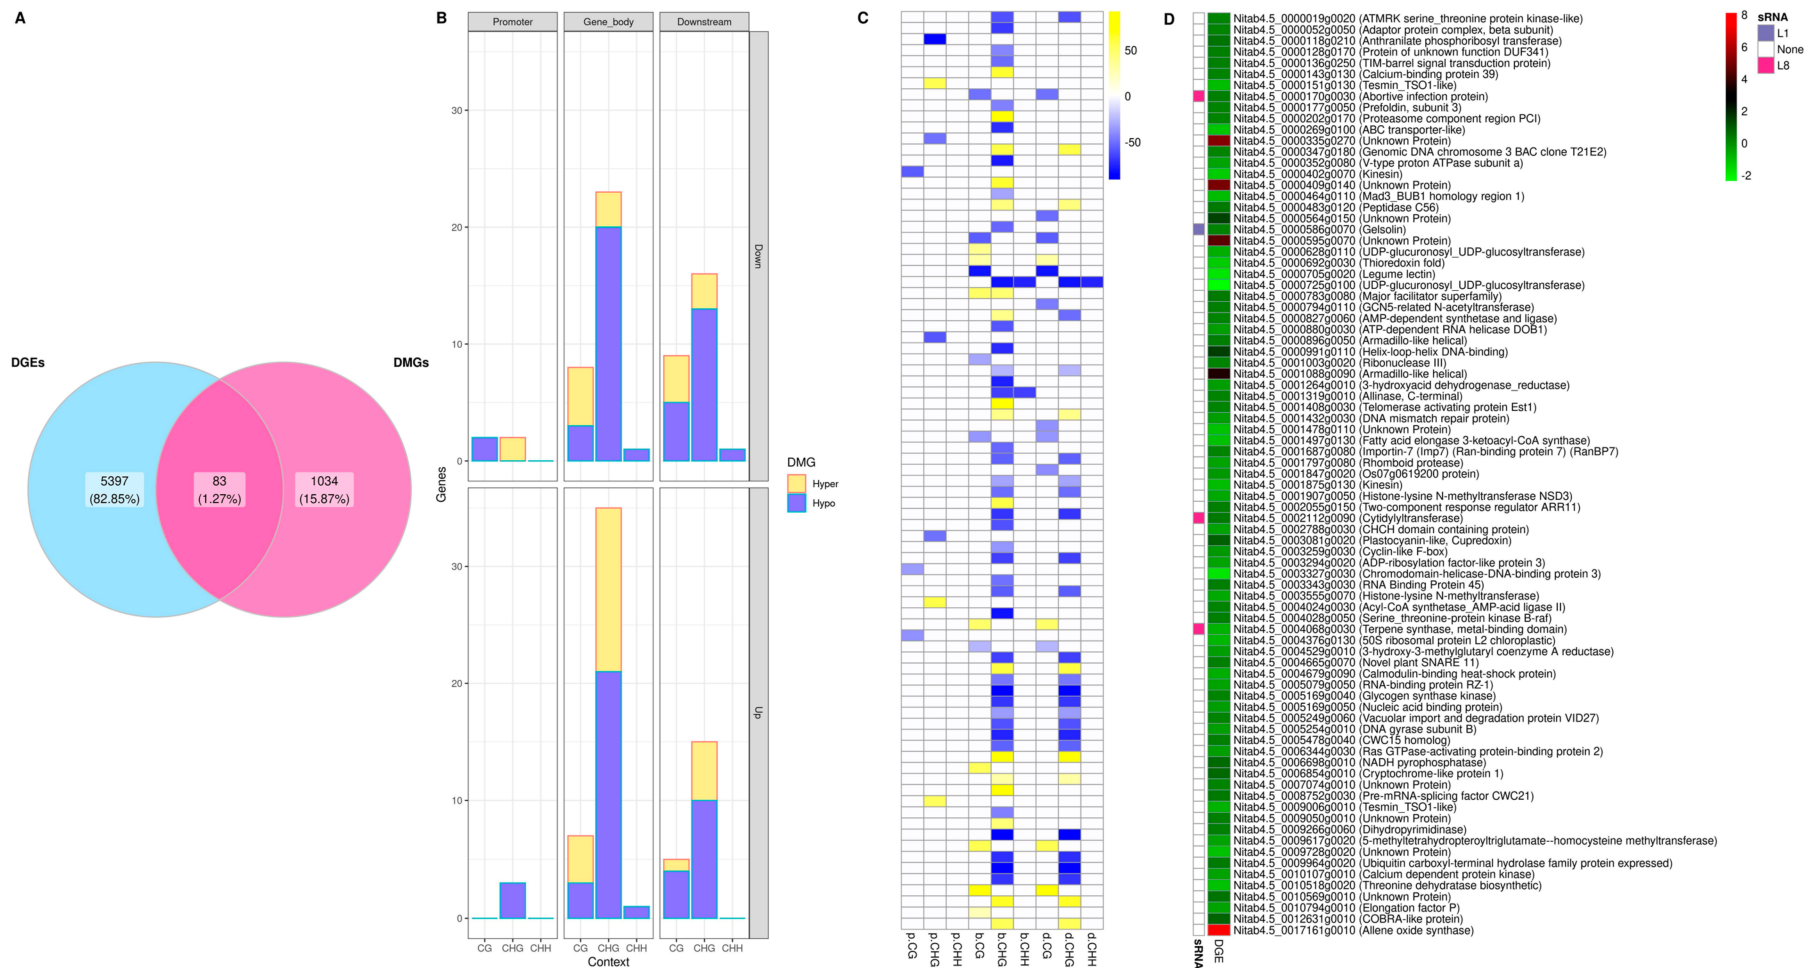 A
DGEs
DMGs
5397
(82.85%)
83
(1.27%)
1034
(15.87%)
B
Promoter
Gene_body
Downstream
30
20
10
0
Down
30
20
10
0
Up
Genes
CG
CHG
CHH
CG
CHG
CHH
CG
CHG
CHH
Context
DMG
Hyper
Hypo
C
50
0
-50
p.CG
p.CHG
p.CHH
b.CG
b.CHG
b.CHH
d.CG
d.CHG
d.CHH
D
Nitab4.5_0000019g0020 (ATMRK serine_threonine protein kinase-like)
Nitab4.5_0000052g0050 (Adaptor protein complex, beta subunit)
Nitab4.5_0000118g0210 (Anthranilate phosphoribosyl transferase)
Nitab4.5_0000128g0170 (Protein of unknown function DUF341)
Nitab4.5_0000136g0250 (TIM-barrel signal transduction protein)
Nitab4.5_0000143g0130 (Calcium-binding protein 39)
Nitab4.5_0000151g0130 (Tesmin_TSO1-like)
Nitab4.5_0000170g0030 (Abortive infection protein)
Nitab4.5_0000177g0050 (Prefoldin, subunit 3)
Nitab4.5_0000202g0170 (Proteasome component region PCI)
Nitab4.5_0000269g0100 (ABC transporter-like)
Nitab4.5_0000335g0270 (Unknown Protein)
Nitab4.5_0000347g0180 (Genomic DNA chromosome 3 BAC clone T21E2)
Nitab4.5_0000352g0080 (V-type proton ATPase subunit a)
Nitab4.5_0000402g0070 (Kinesin)
Nitab4.5_0000409g0140 (Unknown Protein)
Nitab4.5_0000464g0110 (Mad3_BUB1 homology region 1)
Nitab4.5_0000483g0120 (Peptidase C56)
Nitab4.5_0000564g0150 (Unknown Protein)
Nitab4.5_0000586g0070 (Gelsolin)
Nitab4.5_0000595g0070 (Unknown Protein)
Nitab4.5_0000628g0110 (UDP-glucuronosyl_UDP-glucosyltransferase)
Nitab4.5_0000692g0030 (Thioredoxin fold)
Nitab4.5_0000705g0020 (Legume lectin)
Nitab4.5_0000725g0100 (UDP-glucuronosyl_UDP-glucosyltransferase)
Nitab4.5_0000783g0080 (Major facilitator superfamily)
Nitab4.5_0000794g0110 (GCN5-related N-acetyltransferase)
Nitab4.5_0000827g0060 (AMP-dependent synthetase and ligase)
Nitab4.5_0000880g0030 (ATP-dependent RNA helicase DOB1)
Nitab4.5_0000896g0050 (Armadillo-like helical)
Nitab4.5_0000991g0110 (Helix-loop-helix DNA-binding)
Nitab4.5_0001003g0020 (Ribonuclease III)
Nitab4.5_0001088g0090 (Armadillo-like helical)
Nitab4.5_0001264g0010 (3-hydroxyacid dehydrogenase_reductase)
Nitab4.5_0001319g0010 (Allinase, C-terminal)
Nitab4.5_0001408g0030 (Telomerase activating protein Est1)
Nitab4.5_0001432g0030 (DNA mismatch repair protein)
Nitab4.5_0001478g0110 (Unknown Protein)
Nitab4.5_0001497g0130 (Fatty acid elongase 3-ketoacyl-CoA synthase)
Nitab4.5_0001687g0080 (Importin-7 (Imp7) (Ran-binding protein 7) (RanBP7)
Nitab4.5_0001797g0080 (Rhomboid protease)
Nitab4.5_0001847g0020 (Os07g0619200 protein)
Nitab4.5_0001875g0130 (Kinesin)
Nitab4.5_0001907g0050 (Histone-lysine N-methyltransferase NSD3)
Nitab4.5_0002055g0150 (Two-component response regulator ARR11)
Nitab4.5_0002112g0090 (Cytidylyltransferase)
Nitab4.5_0002788g0030 (CHCH domain containing protein)
Nitab4.5_0003081g0020 (Plastocyanin-like, Cupredoxin)
Nitab4.5_0003259g0030 (Cyclin-like F-box)
Nitab4.5_0003294g0020 (ADP-ribosylation factor-like protein 3)
Nitab4.5_0003327g0030 (Chromodomain-helicase-DNA-binding protein 3)
Nitab4.5_0003343g0030 (RNA Binding Protein 45)
Nitab4.5_0003555g0070 (Histone-lysine N-methyltransferase)
Nitab4.5_0004024g0030 (Acyl-CoA synthetase_AMP-acid ligase II)
Nitab4.5_0004028g0050 (Serine_threonine-protein kinase B-raf)
Nitab4.5_0004068g0030 (Terpene synthase, metal-binding domain)
Nitab4.5_0004376g0130 (50S ribosomal protein L2 chloroplastic)
Nitab4.5_0004529g0010 (3-hydroxy-3-methylglutaryl coenzyme A reductase)
Nitab4.5_0004665g0070 (Novel plant SNARE 11)
Nitab4.5_0004679g0090 (Calmodulin-binding heat-shock protein)
Nitab4.5_0005079g0050 (RNA-binding protein RZ-1)
Nitab4.5_0005169g0040 (Glycogen synthase kinase)
Nitab4.5_0005169g0050 (Nucleic acid binding protein)
Nitab4.5_0005249g0060 (Vacuolar import and degradation protein VID27)
Nitab4.5_0005254g0010 (DNA gyrase subunit B)
Nitab4.5_0005478g0040 (CWC15 homolog)
Nitab4.5_0006344g0030 (Ras GTPase-activating protein-binding protein 2)
Nitab4.5_0006698g0010 (NADH pyrophosphatase)
Nitab4.5_0006854g0010 (Cryptochrome-like protein 1)
Nitab4.5_0007074g0010 (Unknown Protein)
Nitab4.5_0008752g0030 (Pre-mRNA-splicing factor CWC21)
Nitab4.5_0009006g0010 (Tesmin_TSO1-like)
Nitab4.5_0009050g0010 (Unknown Protein)
Nitab4.5_0009266g0060 (Dihydropyrimidinase)
Nitab4.5_0009617g0020 (5-methyltetrahydropteroyltriglutamate--homocysteine methyltransferase)
Nitab4.5_0009728g0020 (Unknown Protein)
Nitab4.5_0009964g0020 (Ubiquitin carboxyl-terminal hydrolase family protein expressed)
Nitab4.5_0010107g0010 (Calcium dependent protein kinase)
Nitab4.5_0010518g0020 (Threonine dehydratase biosynthetic)
Nitab4.5_0010569g0010 (Unknown Protein)
Nitab4.5_0010794g0010 (Elongation factor P)
Nitab4.5_0012631g0010 (COBRA-like protein)
Nitab4.5_0017161g0010 (Allene oxide synthase)
sRNA
DGE
8
6
4
2
0
-2
sRNA
L1
None
L8